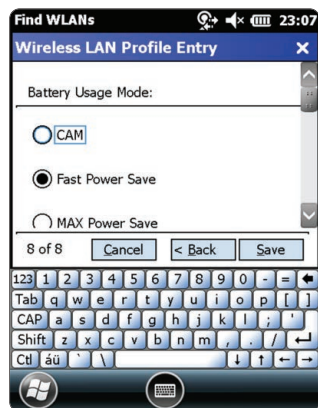 Find WLANs 23:07
Wireless LAN Profile Entry
Battery Usage Mode:
CAM
Fast Power Save
MAX Power Save
8 of 8 Cancel < Back Save
123 1 2 3 4 5 6 7 8 9 0 - =
Tab q w e r t y u i o p [ ]
CAP a s d f g h j k l ; '
Shift z x c v b n m , . /
Ctl áü ` \